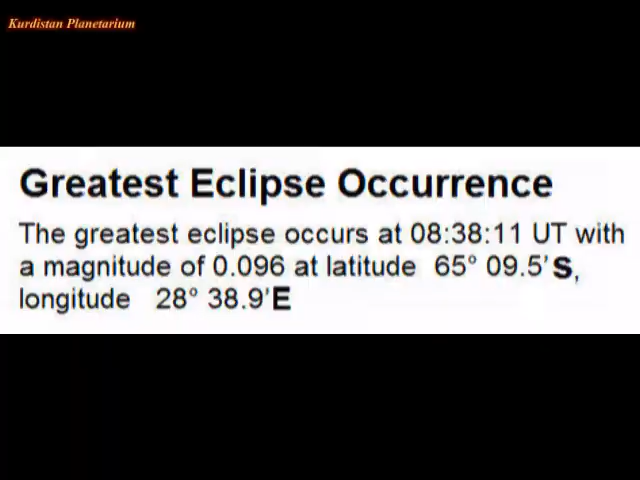 Kurdistan Planetarium
Greatest Eclipse Occurrence
The greatest eclipse occurs at 08:38:11 UT with
a magnitude of 0.096 at latitude 65° 09.5’S,
longitude 28° 38.9’E